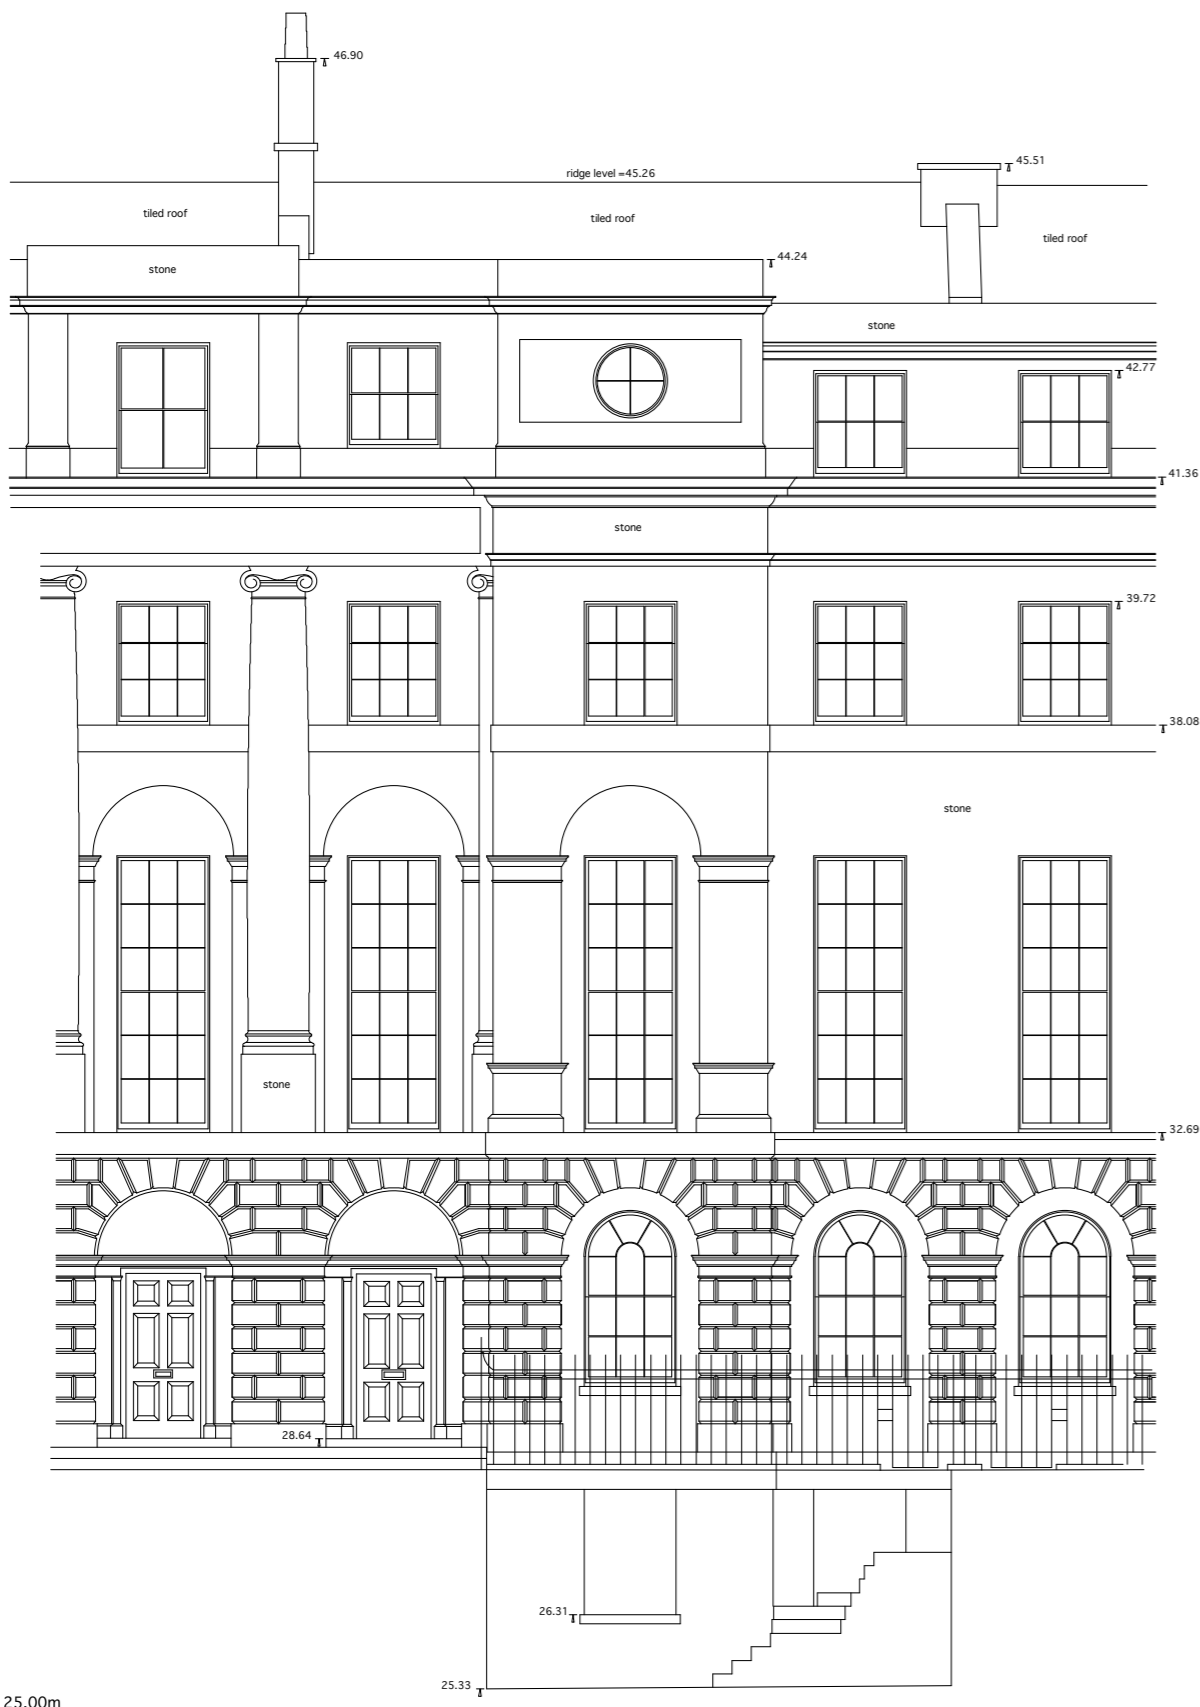 46.90
45.51
ridge level =45.26
tiled roof
tiled roof
tiled roof
44.24
stone
stone
42.77
41.36
stone
39.72
38.08
stone
stone
32.69
28.64
26.31
25.33
25.00m